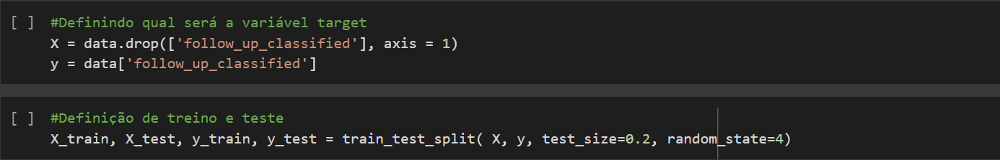 [ ] #Definindo qual será a variável target
X = data.drop(['follow_up_classified'], axis = 1)
y = data['follow_up_classified']
[ ] #Definição de treino e teste
X_train, X_test, y_train, y_test = train_test_split( X, y, test_size=0.2, random_state=4)